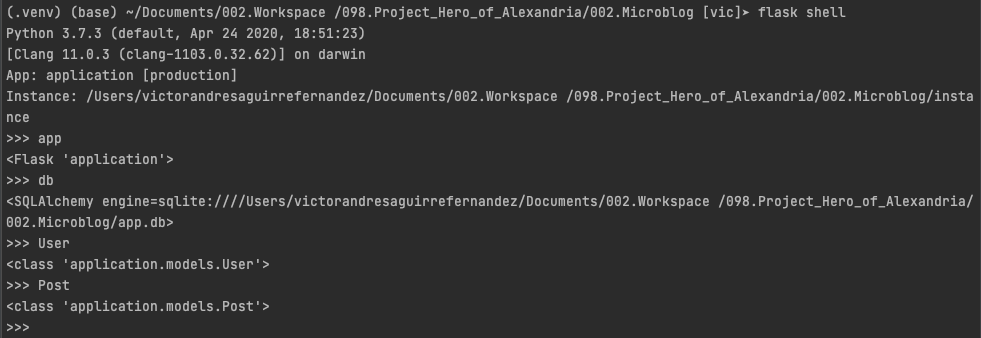 (.venv) (base) ~/Documents/002.Workspace /098.Project_Hero_of_Alexandria/002.Microblog [vic]➤ flask shell
Python 3.7.3 (default, Apr 24 2020, 18:51:23)
[Clang 11.0.3 (clang-1103.0.32.62)] on darwin
App: application [production]
Instance: /Users/victorandresaguirrefernandez/Documents/002.Workspace /098.Project_Hero_of_Alexandria/002.Microblog/insta
nce
>>> app
<Flask 'application'>
>>> db
<SQLAlchemy engine=sqlite:////Users/victorandresaguirrefernandez/Documents/002.Workspace /098.Project_Hero_of_Alexandria/
002.Microblog/app.db>
>>> User
<class 'application.models.User'>
>>> Post
<class 'application.models.Post'>
>>>